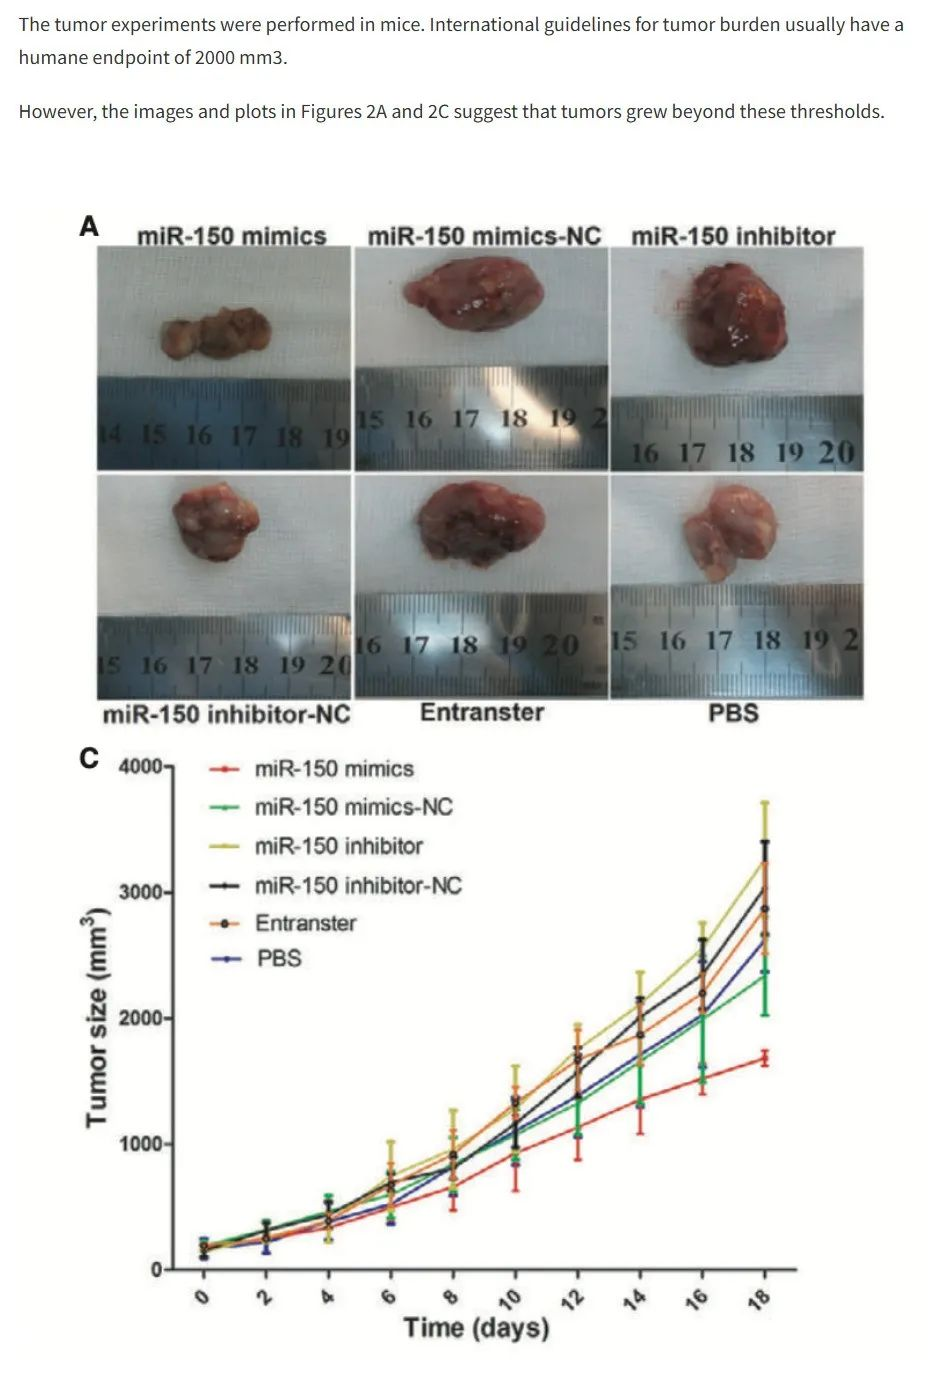 The tumor experiments were performed in mice. International guidelines for tumor burden usually have a
humane endpoint of 2000 mm3.
However, the images and plots in Figures 2A and 2C suggest that tumors grew beyond these thresholds.
A
miR-150 mimics miR-150 mimics-NC miR-150 inhibitor
14 15 16 17 18 19
15 16 17 18 19 2
16 17 18 19 20
15 16 17 18 19 20
16 17 18 19 20
15 16 17 18 19 2
miR-150 inhibitor-NC Entranster PBS
C
miR-150 mimics
miR-150 mimics-NC
miR-150 inhibitor
miR-150 inhibitor-NC
Entranster
PBS
Tumor size (mm³)
4000
3000
2000
1000
0
0 2 4 6 8 10 12 14 16 18
Time (days)